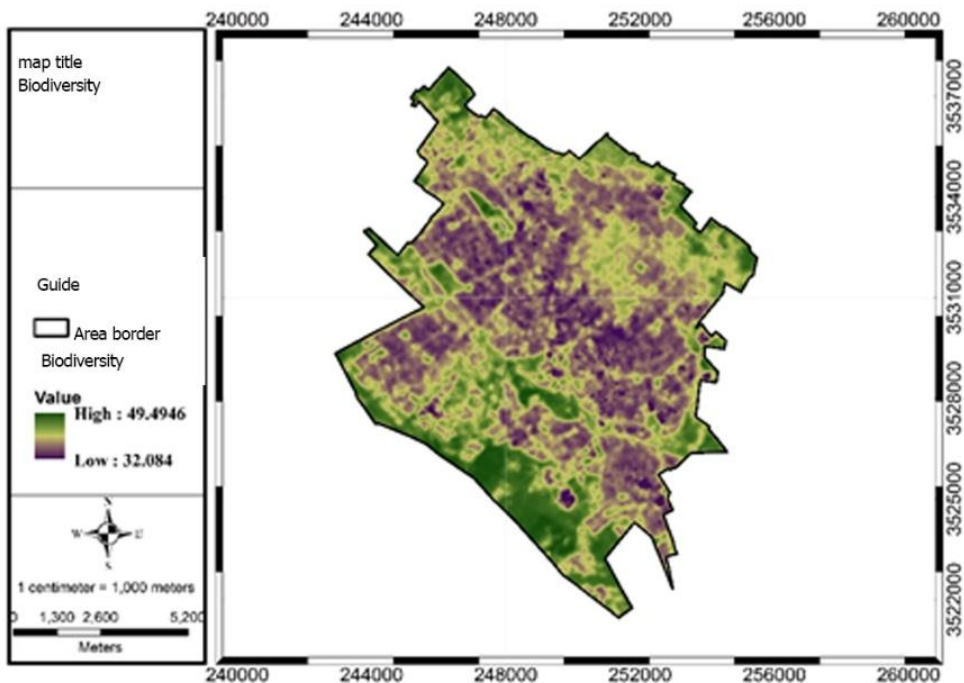 map title
Biodiversity
Guide
Area border
Biodiversity
Value
High : 49.4946
Low : 32.084
N
W E
S
1 centimeter = 1,000 meters
0 1,300 2,600 5,200
Meters
240000 244000 248000 252000 256000 260000
3537000
3534000
3531000
3528000
3525000
3522000
240000 244000 248000 252000 256000 260000